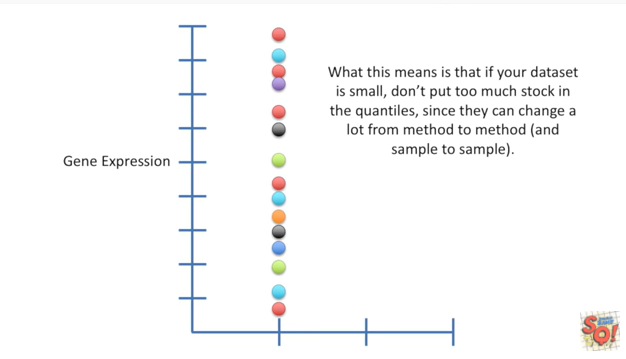 What this means is that if your dataset
is small, don’t put too much stock in
the quantiles, since they can change a
lot from method to method (and
sample to sample).
Gene Expression
SQ!